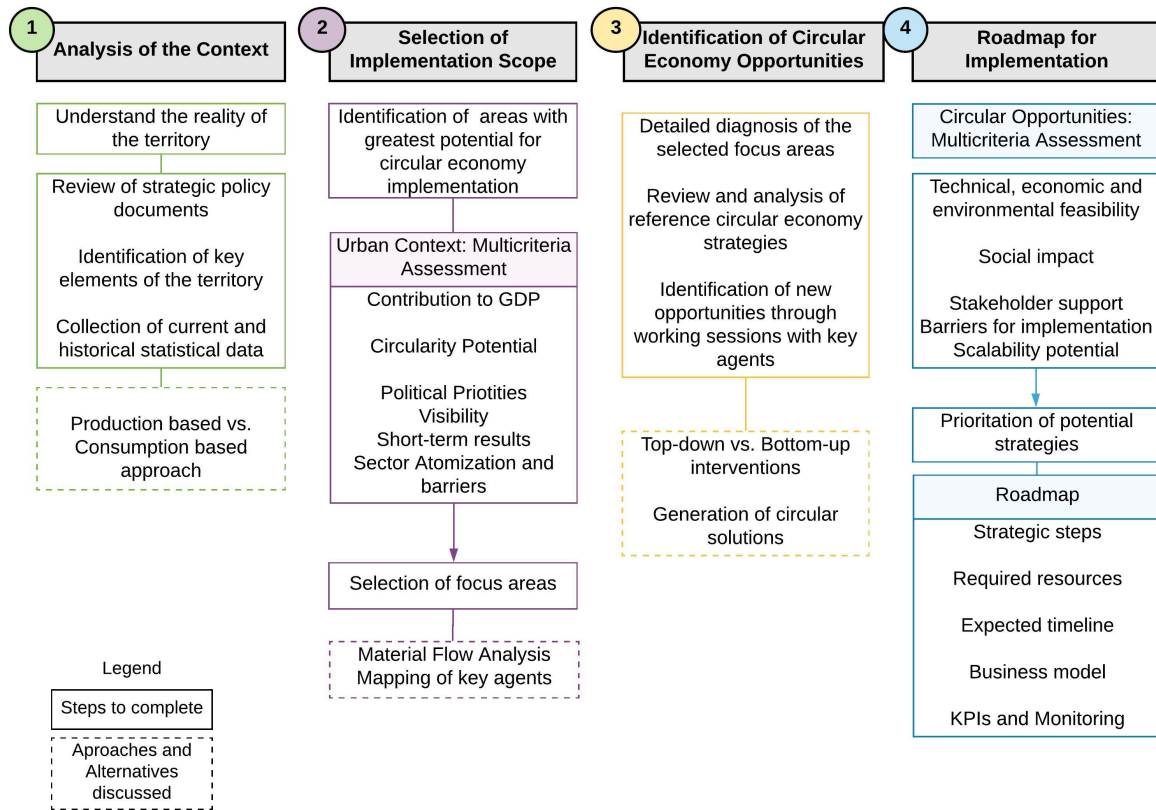 1
Analysis of the Context
Understand the reality of
the territory
Review of strategic policy
documents
Identification of key
elements of the territory
Collection of current and
historical statistical data
Production based vs.
Consumption based
approach
2
Selection of
Implementation Scope
Identification of areas with
greatest potential for
circular economy
implementation
Urban Context: Multicriteria
Assessment
Contribution to GDP
Circularity Potential
Political Priotities
Visibility
Short-term results
Sector Atomization and
barriers
Selection of focus areas
Material Flow Analysis
Mapping of key agents
3
Identification of Circular
Economy Opportunities
Detailed diagnosis of the
selected focus areas
Review and analysis of
reference circular economy
strategies
Identification of new
opportunities through
working sessions with key
agents
Top-down vs. Bottom-up
interventions
Generation of circular
solutions
4
Roadmap for
Implementation
Circular Opportunities:
Multicriteria Assessment
Technical, economic and
environmental feasibility
Social impact
Stakeholder support
Barriers for implementation
Scalability potential
Prioritation of potential
strategies
Roadmap
Strategic steps
Required resources
Expected timeline
Business model
KPIs and Monitoring
Legend
Steps to complete
Aproaches and
Alternatives
discussed